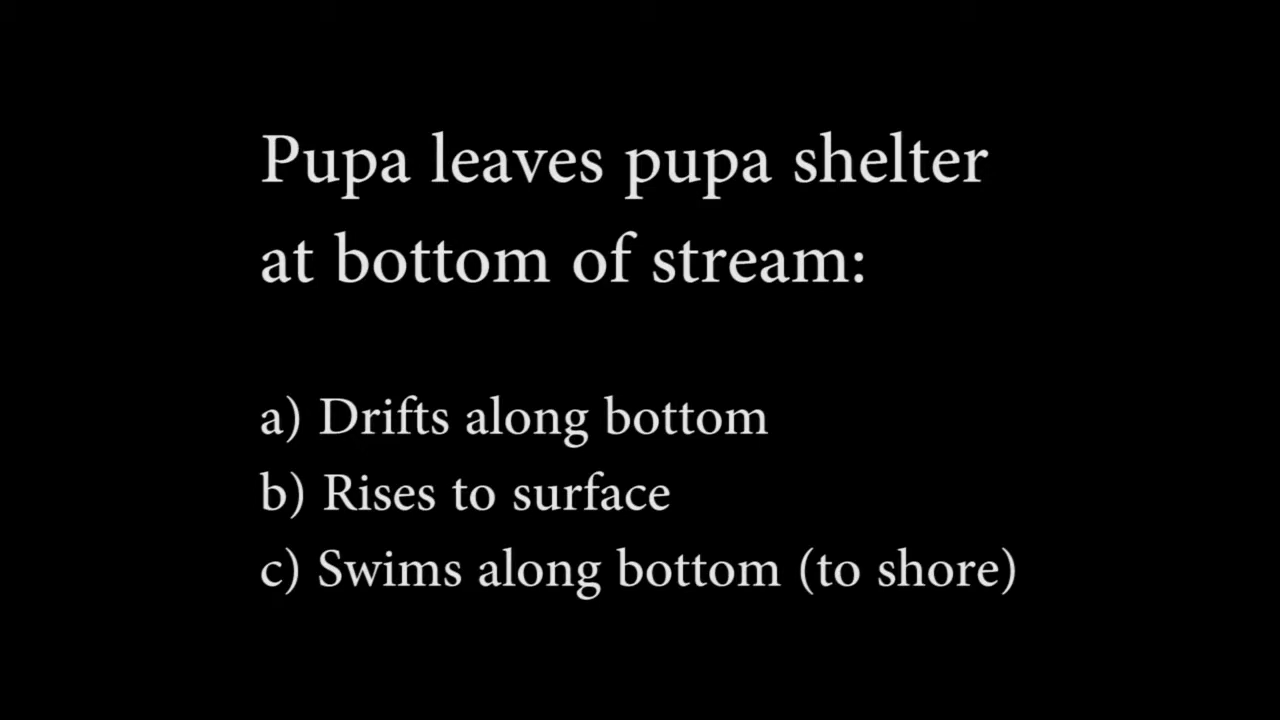 Pupa leaves pupa shelter
at bottom of stream:
a) Drifts along bottom
b) Rises to surface
c) Swims along bottom (to shore)